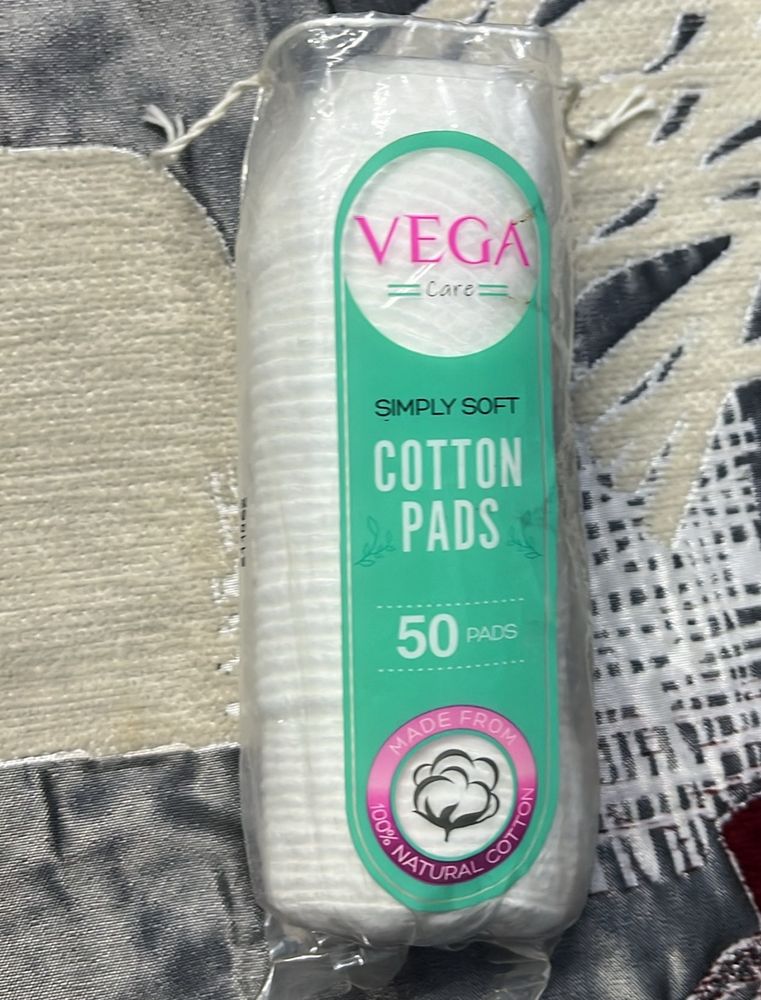 VEGA
Care
SIMPLY SOFT
COTTON
PADS
50 PADS
MADE FROM
100% NATURAL COTTON